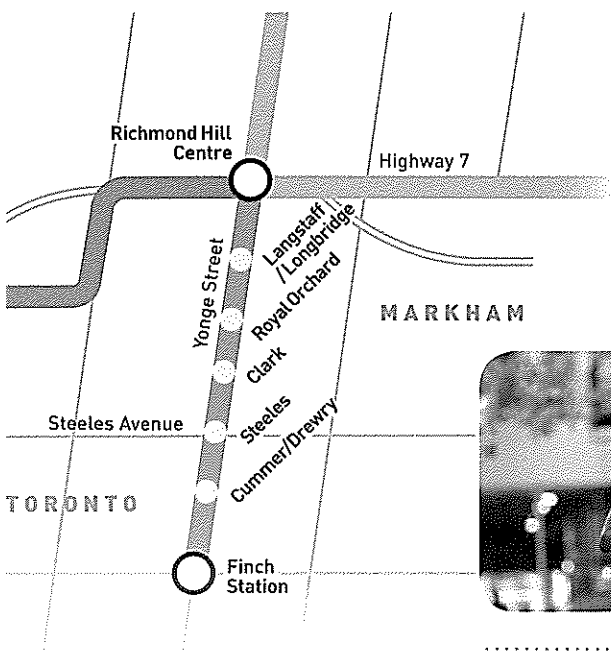 Richmond Hill
Centre
Highway 7
Langstaff
/Longbridge
Yonge Street
Royal Orchard
MARKHAM
Clark
Steeles Avenue
Steeles
Cummer/Drewry
TORONTO
Finch
Station